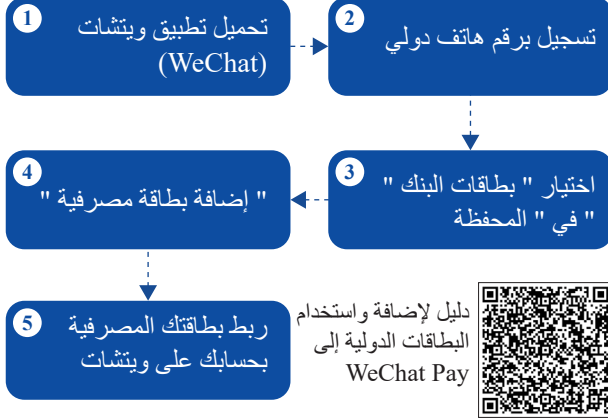 1
تحميل تطبيق ويتشات
(WeChat)
2
تسجيل برقم هاتف دولي
3
اختيار " بطاقات البنك "
في " المحفظة "
4
" إضافة بطاقة مصرفية "
5
ربط بطاقتك المصرفية
بحسابك على ويتشات
دليل لإضافة واستخدام
البطاقات الدولية إلى
WeChat Pay